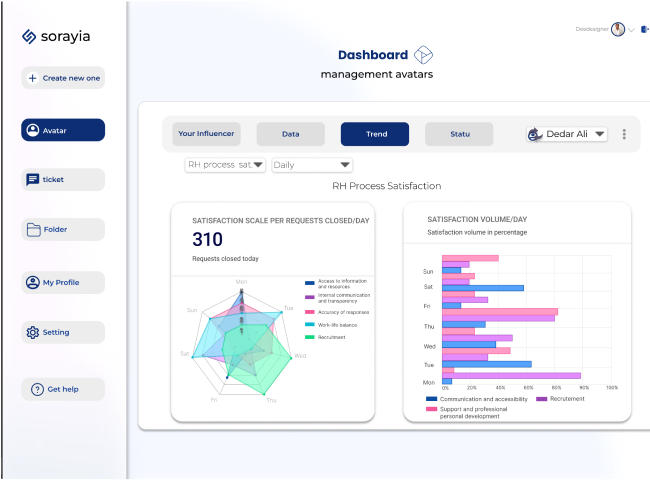 sorayia
Desdesigner
Dashboard
management avatars
Create new one
Avatar
ticket
Folder
My Profile
Setting
Get help
Your Influencer
Data
Trend
Statu
Dedar Ali
RH process sat.
Daily
RH Process Satisfaction
SATISFACTION SCALE PER REQUESTS CLOSED/DAY
310
Requests closed today
Mon
Tue
Wed
Thu
Fri
Sat
Sun
Access to information
and resources
Internal communication
and transparency
Accuracy of responses
Work-life balance
Recruitment
SATISFACTION VOLUME/DAY
Satisfaction volume in percentage
Sun
Sat
Fri
Thu
Wed
Tue
Mon
0%
20%
40%
60%
80%
100%
Communication and accessibility
Recrutement
Support and professional
personal development